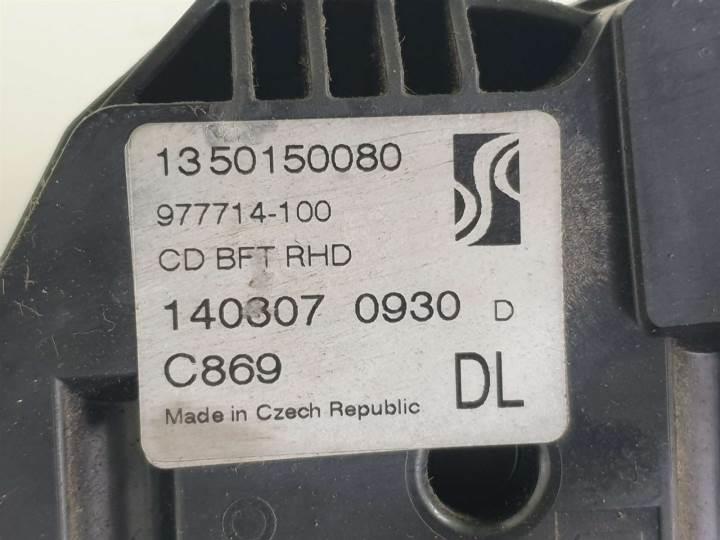 1350150080
977714-100
CD BFT RHD
140307 0930 D
C869
DL
Made in Czech Republic